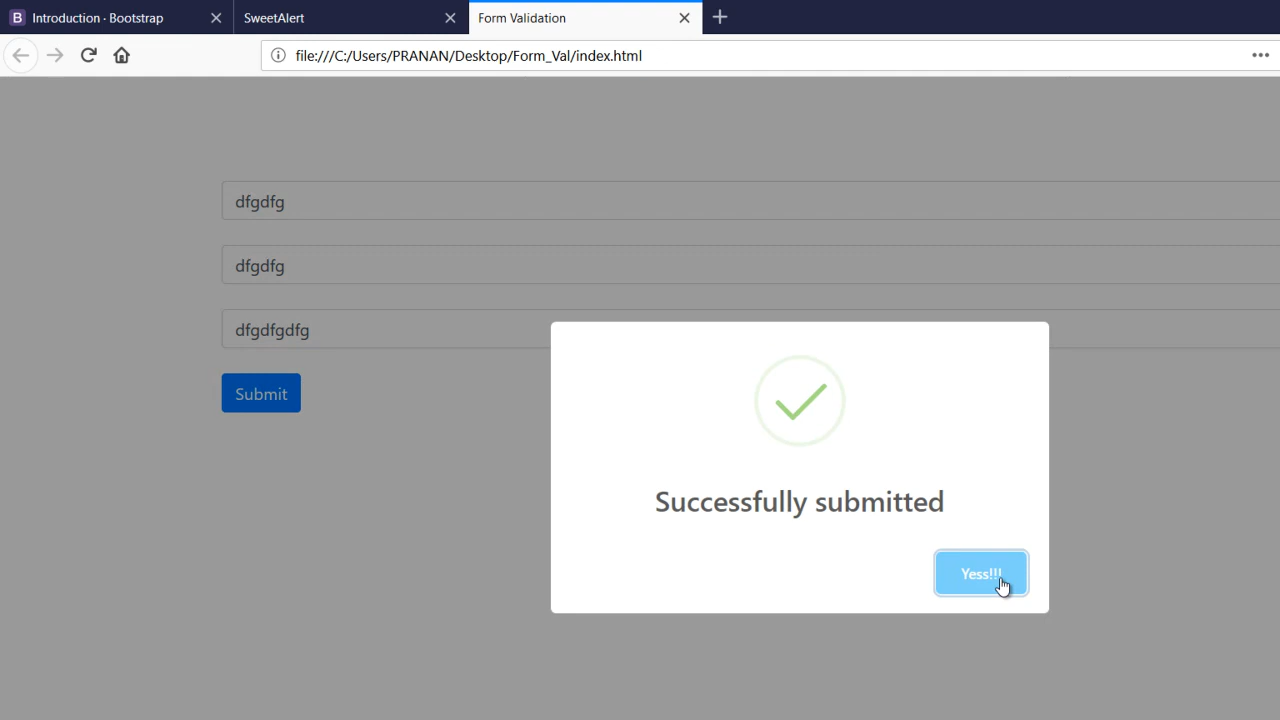 B Introduction · Bootstrap
SweetAlert
Form Validation
file:///C:/Users/PRANAN/Desktop/Form_Val/index.html
dfgdfg
dfgdfg
dfgdfgdfg
Submit
Successfully submitted
Yess!!!